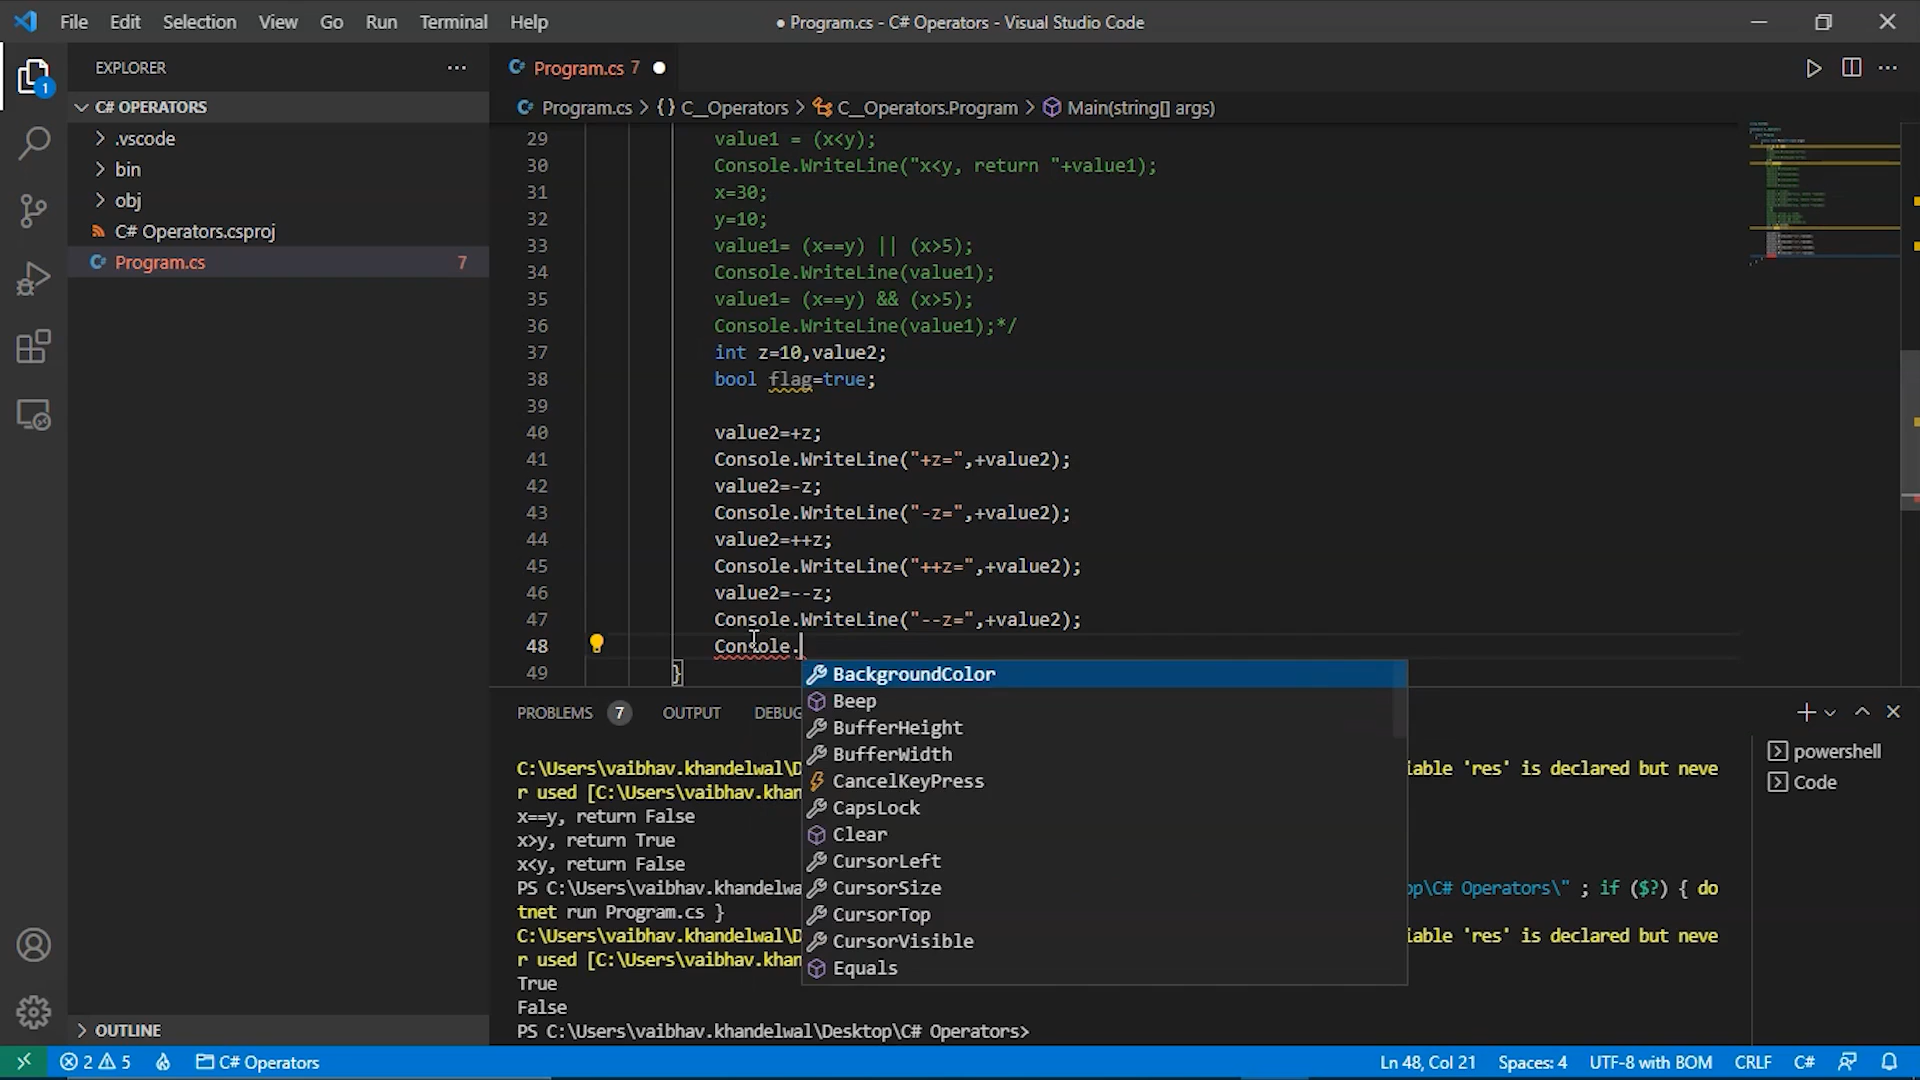 File Edit Selection View Go Run Terminal Help
● Program.cs - C# Operators - Visual Studio Code
EXPLORER
Program.cs 7
1
C# OPERATORS
Program.cs > {} C__Operators > C__Operators.Program > Main(string[] args)
.vscode
bin
obj
C# Operators.csproj
Program.cs 7
29 value1 = (x<y);
30 Console.WriteLine("x<y, return "+value1);
31 x=30;
32 y=10;
33 value1= (x==y) || (x>5);
34 Console.WriteLine(value1);
35 value1= (x==y) && (x>5);
36 Console.WriteLine(value1);*/
37 int z=10,value2;
38 bool flag=true;
39
40 value2=+z;
41 Console.WriteLine("+z=",+value2);
42 value2=-z;
43 Console.WriteLine("-z=",+value2);
44 value2=++z;
45 Console.WriteLine("++z=",+value2);
46 value2=--z;
47 Console.WriteLine("--z=",+value2);
48 Console.
49 }
BackgroundColor
Beep
BufferHeight
BufferWidth
CancelKeyPress
CapsLock
Clear
CursorLeft
CursorSize
CursorTop
CursorVisible
Equals
PROBLEMS 7 OUTPUT DEBUG
powershell
Code
C:\Users\vaibhav.khandelwal\D iable 'res' is declared but neve
r used [C:\Users\vaibhav.khan
x==y, return False
x>y, return True
x<y, return False
PS C:\Users\vaibhav.khandelwa op\C# Operators\" ; if ($?) { do
tnet run Program.cs }
C:\Users\vaibhav.khandelwal\D iable 'res' is declared but neve
r used [C:\Users\vaibhav.khan
True
False
PS C:\Users\vaibhav.khandelwal\Desktop\C# Operators>
OUTLINE
2 5 C# Operators
Ln 48, Col 21 Spaces: 4 UTF-8 with BOM CRLF C#